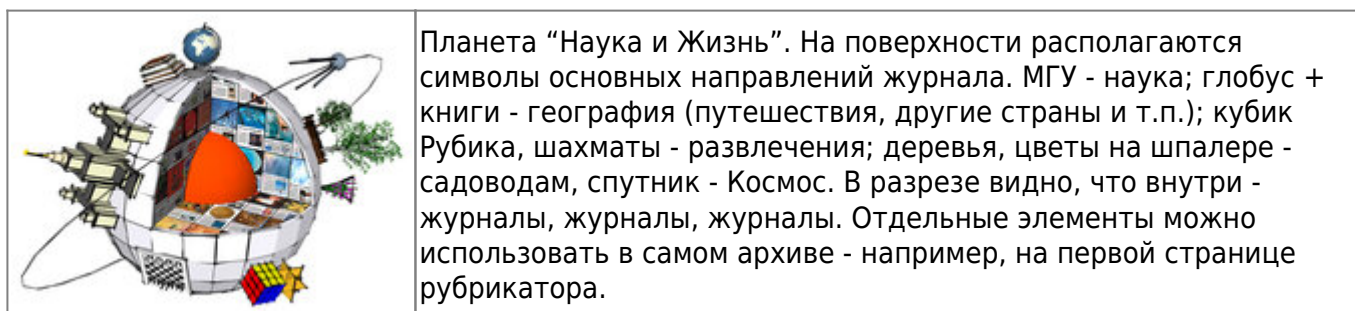 Планета “Наука и Жизнь”. На поверхности располагаются
символы основных направлений журнала. МГУ - наука; глобус +
книги - география (путешествия, другие страны и т.п.); кубик
Рубика, шахматы - развлечения; деревья, цветы на шпалере -
садоводам, спутник - Космос. В разрезе видно, что внутри -
журналы, журналы, журналы. Отдельные элементы можно
использовать в самом архиве - например, на первой странице
рубрикатора.